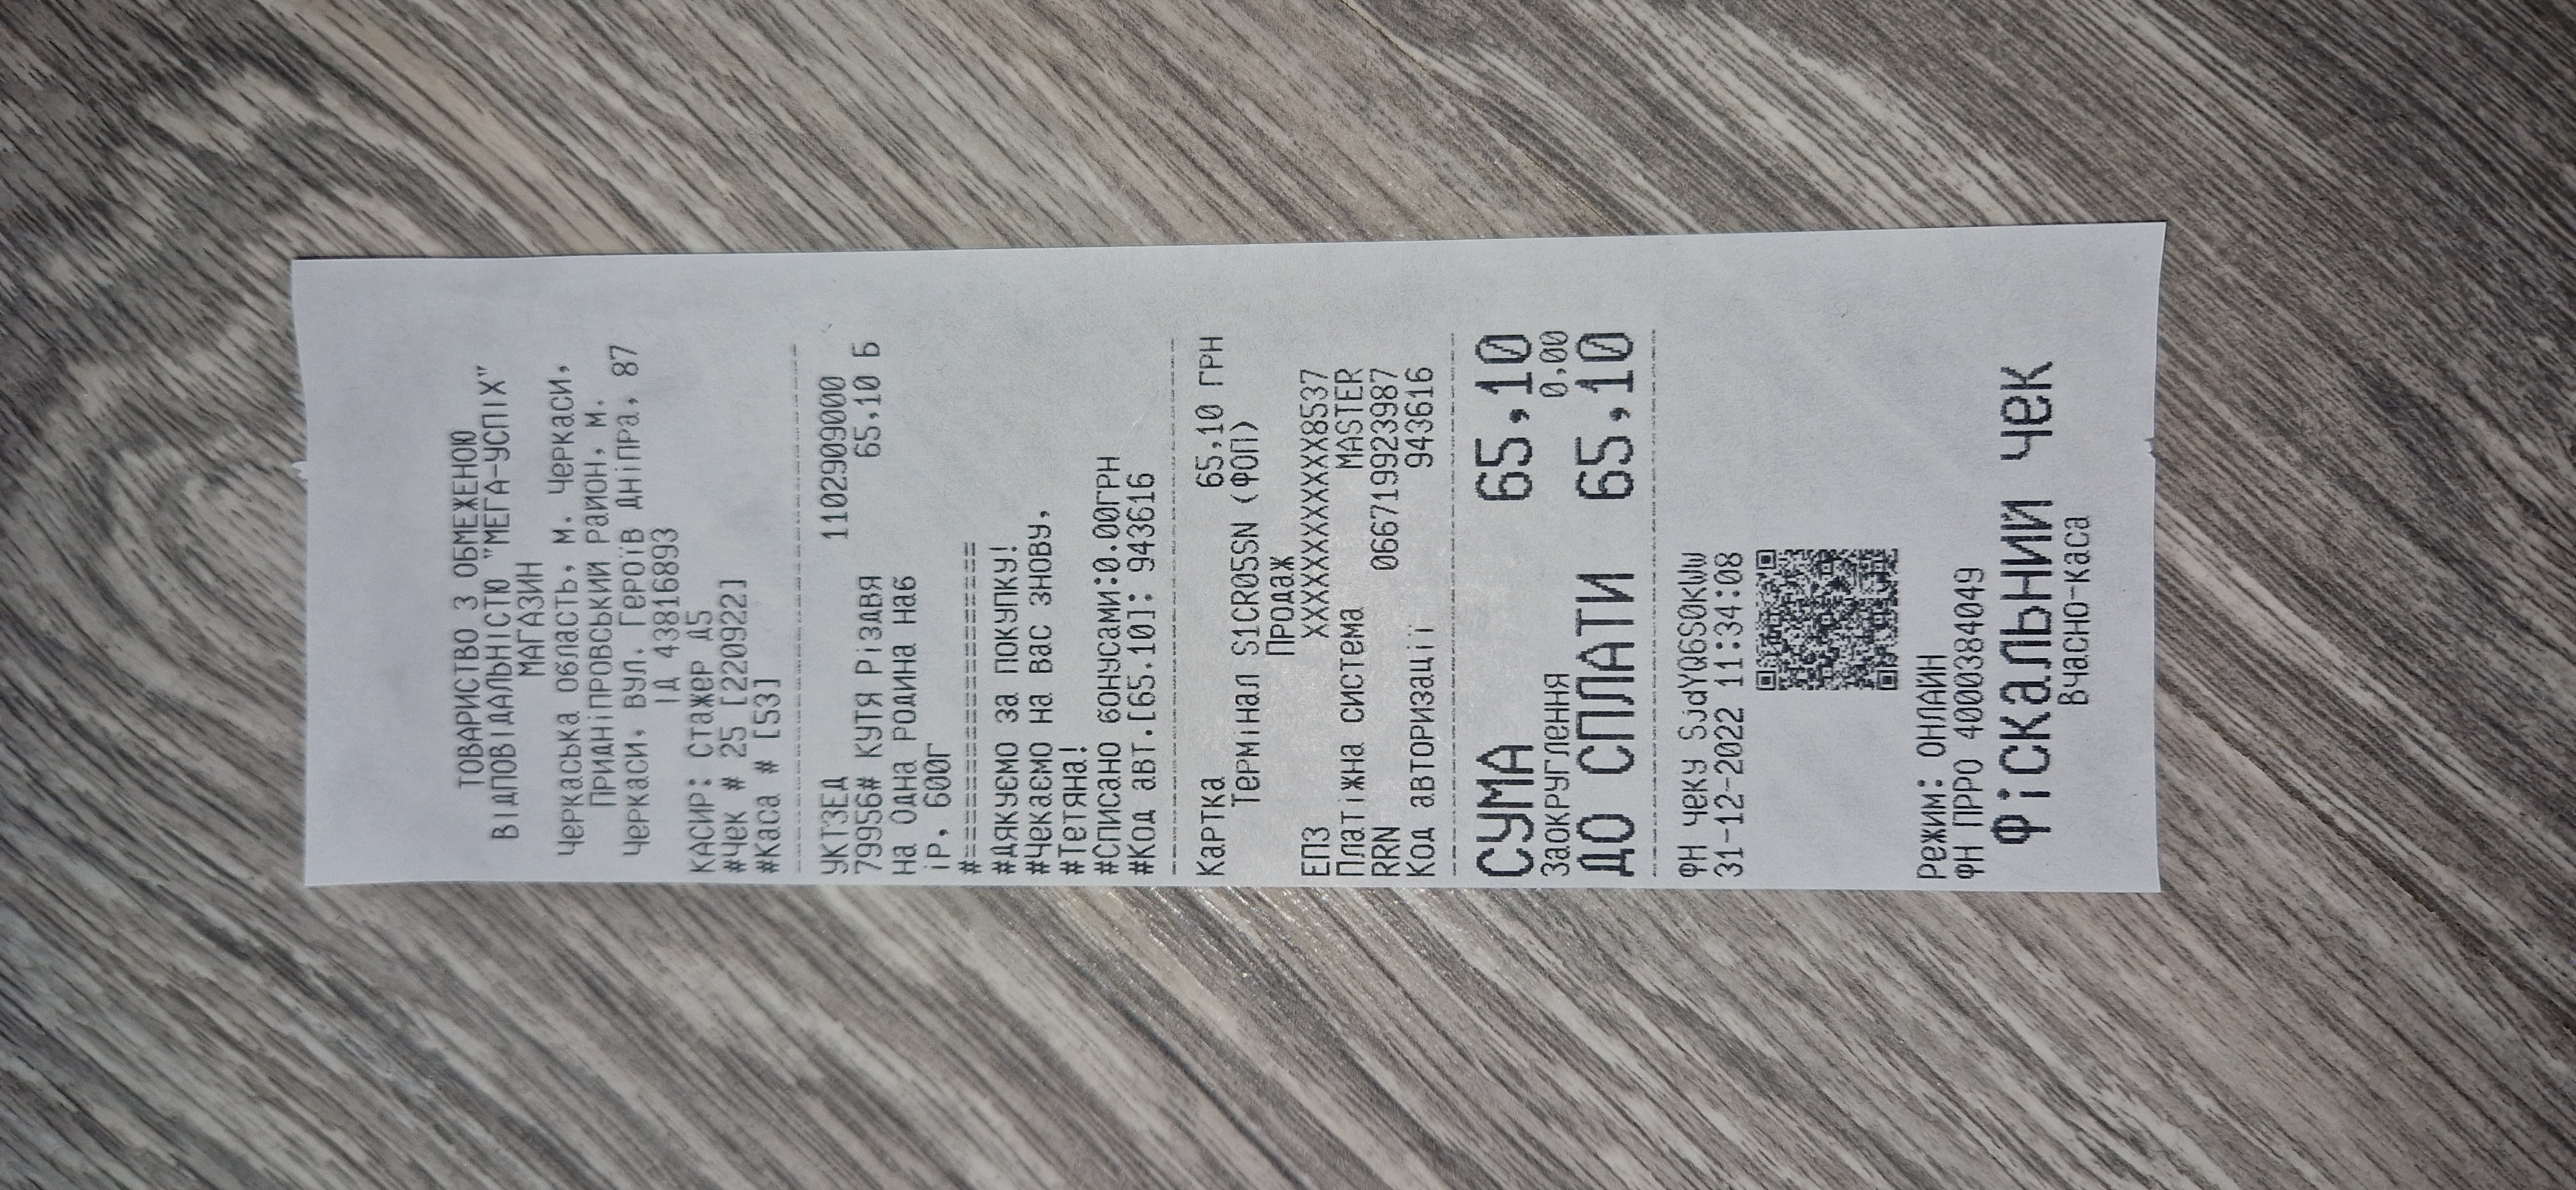 ТОВАРИСТВО З ОБМЕЖЕНОЮ
ВІДПОВІДАЛЬНІСТЮ "МЕГА-УСПІХ"
МАГАЗИН
Черкаська область, м. Черкаси,
Придніпровський район, м.
Черкаси, вул. Героїв Дніпра, 87
ІД 43816893
КАСИР: Стажер Д5
#Чек # 25 [2209222]
#Каса # [53]
УКТЗЕД 1102909000
79956# КУТЯ РіЗДВЯ 65,10 Б
На ОДНа РОДИНа На6
іР, 600Г
#====================
#ДЯКУЄМО За ПОКУПКУ!
#Чекаємо на Вас знову,
#Тетяна!
#Списано бонусами:0.00ГРН
#Код авт.[65.10]: 943616
Картка 65,10 ГРН
Термінал S1CR05SN (ФОП)
Продаж
ЕПЗ XXXXXXXXXXXX8537
Платіжна система MASTER
RRN 066719923987
Код авторизації 943616
СУМА 65,10
Заокруглення 0,00
ДО СПЛАТИ 65,10
ФН чеку SjdYQ6S0kWw
31-12-2022 11:34:08
Режим: ОНЛАЙН
ФН ПРРО 4000384049
Фіскальний чек
Вчасно-Каса